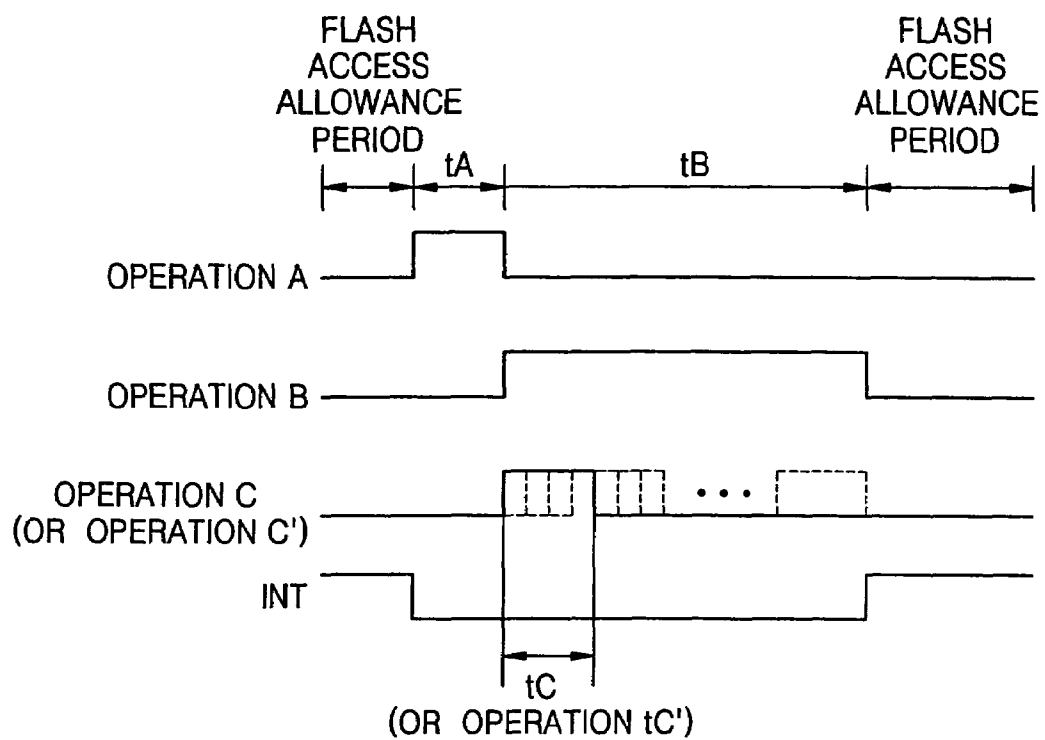 FLASH
ACCESS
ALLOWANCE
PERIOD
FLASH
ACCESS
ALLOWANCE
PERIOD
tA
tB
OPERATION A
OPERATION B
OPERATION C
(OR OPERATION C')
INT
tC
(OR OPERATION tC')